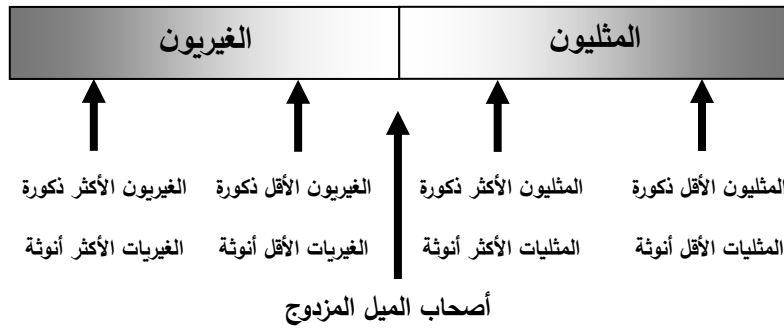 المثليون الغيريون
المثليون الأقل ذكورة المثليون الأكثر ذكورة الغيريون الأقل ذكورة الغيريون الأكثر ذكورة
المثليات الأقل أنوثة المثليات الأكثر أنوثة الغيريات الأقل أنوثة الغيريات الأكثر أنوثة
أصحاب الميل المزدوج